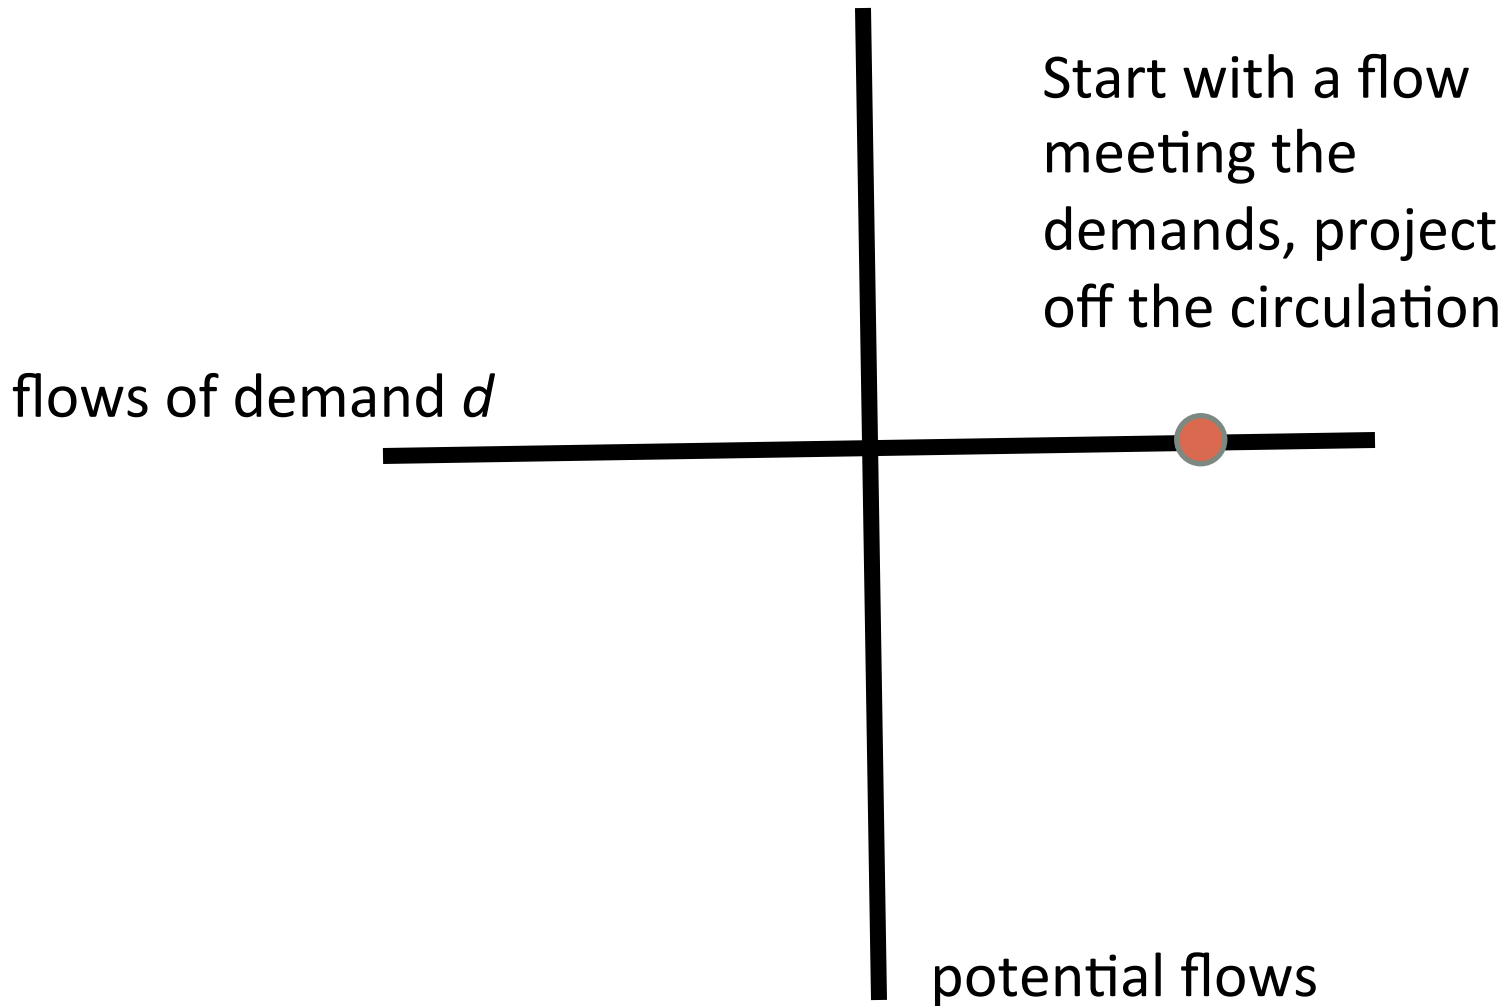 Start with a flow
meeting the
demands, project
off the circulation
flows of demand d
potential flows